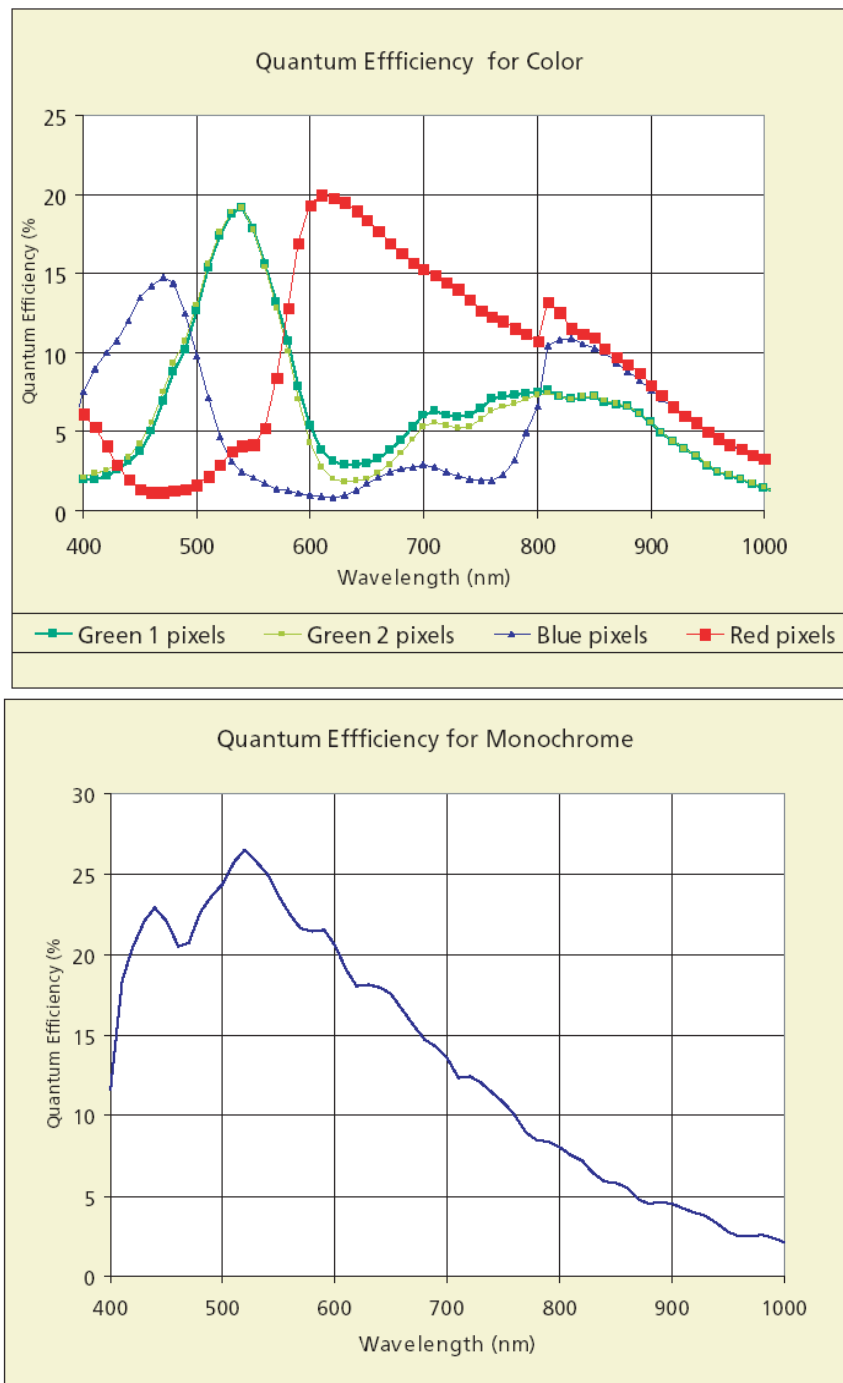 Quantum Effficiency for Color
25
20
15
10
5
0
Quantum Efficiency (%
400 500 600 700 800 900 1000
Wavelength (nm)
Green 1 pixels Green 2 pixels Blue pixels Red pixels
Quantum Effficiency for Monochrome
30
25
20
15
10
5
0
Quantum Efficiency (%
400 500 600 700 800 900 1000
Wavelength (nm)